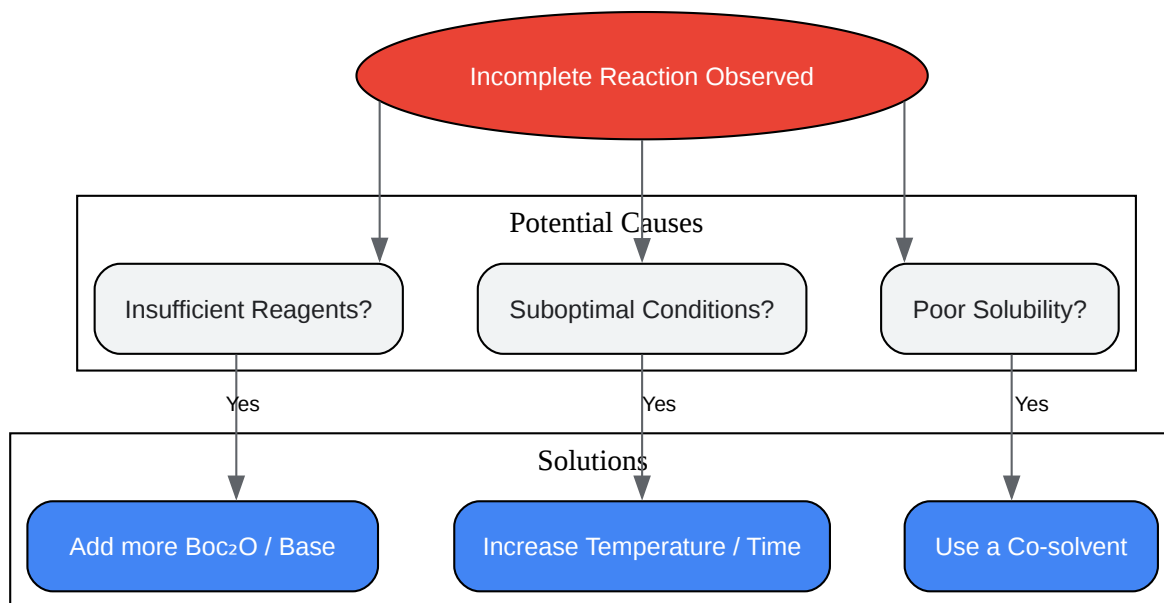 Incomplete Reaction Observed
Potential Causes
Insufficient Reagents?
Suboptimal Conditions?
Poor Solubility?
Yes
Yes
Yes
Solutions
Add more Boc₂O / Base
Increase Temperature / Time
Use a Co-solvent